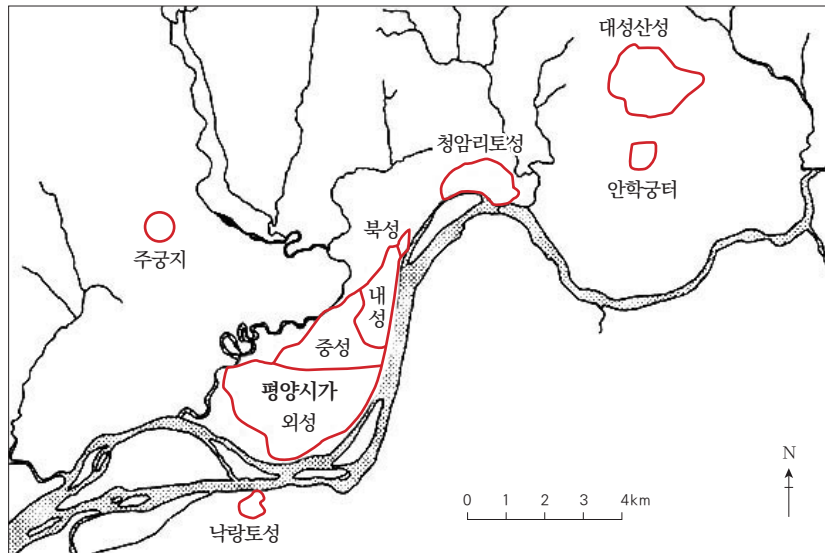 대성산성
청암리토성
안학궁터
북성
주궁지
내
성
중성
평양시가
외성
N
0 1 2 3 4km
낙랑토성